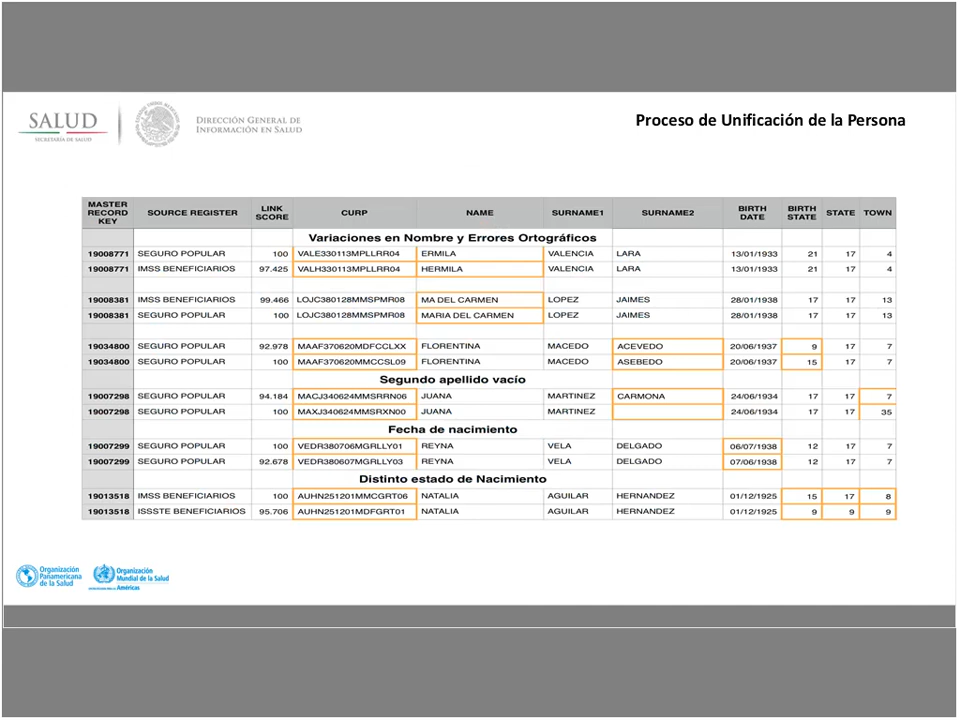 SALUD
SECRETARÍA DE SALUD
DIRECCIÓN GENERAL DE
INFORMACIÓN EN SALUD
Proceso de Unificación de la Persona
MASTER RECORD KEY SOURCE REGISTER LINK SCORE CURP NAME SURNAME1 SURNAME2 BIRTH DATE BIRTH STATE STATE TOWN
Variaciones en Nombre y Errores Ortográficos
19008771 SEGURO POPULAR 100 VALE330113MPLLRR04 ERMILA VALENCIA LARA 13/01/1933 21 17 4
19008771 IMSS BENEFICIARIOS 97.425 VALH330113MPLLRR04 HERMILA VALENCIA LARA 13/01/1933 21 17 4
19008381 IMSS BENEFICIARIOS 99.466 LOJC380128MMSPMR08 MA DEL CARMEN LOPEZ JAIMES 28/01/1938 17 17 13
19008381 SEGURO POPULAR 100 LOJC380128MMSPMR08 MARIA DEL CARMEN LOPEZ JAIMES 28/01/1938 17 17 13
19034800 SEGURO POPULAR 92.978 MAAF370620MDFCCLXX FLORENTINA MACEDO ACEVEDO 20/06/1937 9 17 7
19034800 SEGURO POPULAR 100 MAAF370620MMCCSL09 FLORENTINA MACEDO ASEBEDO 20/06/1937 15 17 7
Segundo apellido vacío
19007298 SEGURO POPULAR 94.184 MACJ340624MMSRRN06 JUANA MARTINEZ CARMONA 24/06/1934 17 17 7
19007298 SEGURO POPULAR 100 MAXJ340624MMSRXN00 JUANA MARTINEZ 24/06/1934 17 17 35
Fecha de nacimiento
19007299 SEGURO POPULAR 100 VEDR380706MGRLLY01 REYNA VELA DELGADO 06/07/1938 12 17 7
19007299 SEGURO POPULAR 92.678 VEDR380607MGRLLY03 REYNA VELA DELGADO 07/06/1938 12 17 7
Distinto estado de Nacimiento
19013518 IMSS BENEFICIARIOS 100 AUHN251201MMCGRT06 NATALIA AGUILAR HERNANDEZ 01/12/1925 15 17 8
19013518 ISSSTE BENEFICIARIOS 95.706 AUHN251201MDFGRT01 NATALIA AGUILAR HERNANDEZ 01/12/1925 9 9 9
Organización
Panamericana
de la Salud
Organización
Mundial de la Salud
Américas